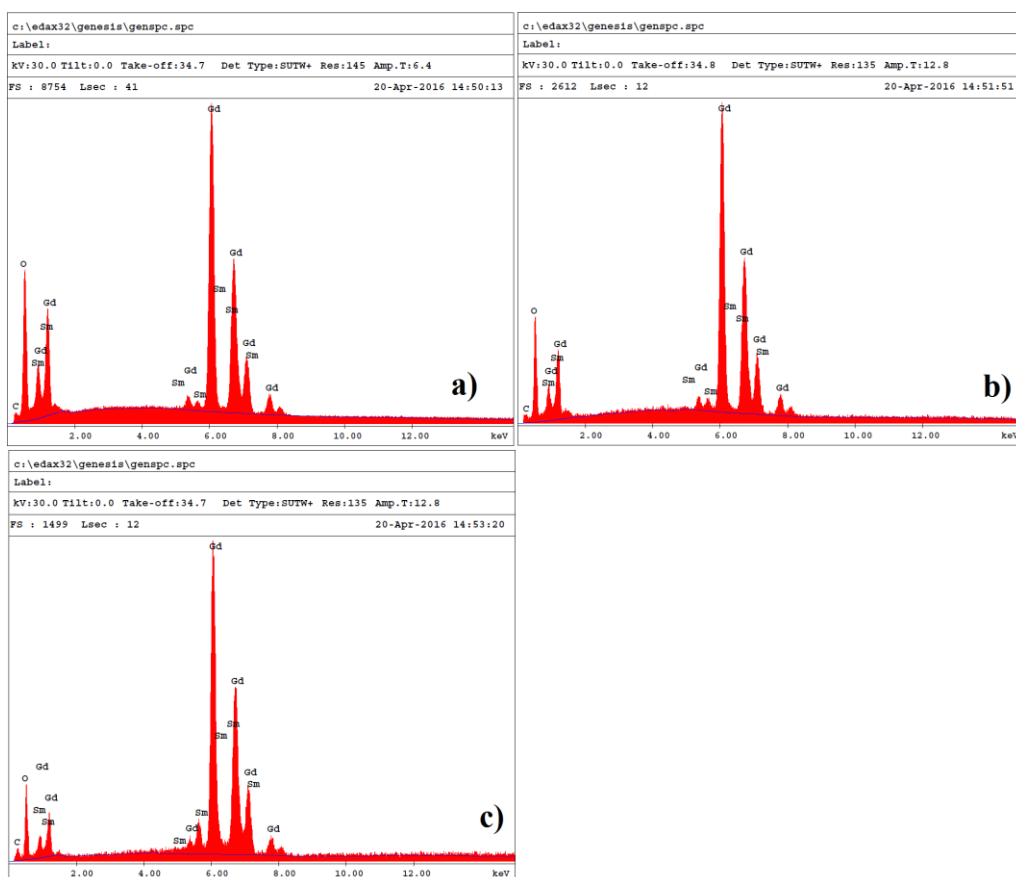 c:\edax32\genesis\genspc.spc
Label:
kV:30.0 Tilt:0.0 Take-off:34.7 Det Type:SUTW+ Res:145 Amp.T:6.4
FS : 8754 Lsec : 41 20-Apr-2016 14:50:13
Gd
Gd
O
Sm
Gd
Sm
Sm
Gd
Gd
Sm
Sm
Gd
Sm
Sm
Gd
C
a)
2.00 4.00 6.00 8.00 10.00 12.00 keV
c:\edax32\genesis\genspc.spc
Label:
kV:30.0 Tilt:0.0 Take-off:34.8 Det Type:SUTW+ Res:135 Amp.T:12.8
FS : 2612 Lsec : 12 20-Apr-2016 14:51:51
Gd
Gd
O
Sm
Sm
Gd
Gd
Sm
Sm
Gd
Gd
Sm
Sm
Gd
C
b)
2.00 4.00 6.00 8.00 10.00 12.00 keV
c:\edax32\genesis\genspc.spc
Label:
kV:30.0 Tilt:0.0 Take-off:34.7 Det Type:SUTW+ Res:135 Amp.T:12.8
FS : 1499 Lsec : 12 20-Apr-2016 14:53:20
Gd
Gd
Sm
Sm
Gd
O
Gd
Sm
Gd
Sm
Sm
Sm
Gd
Gd
Sm
C
c)
2.00 4.00 6.00 8.00 10.00 12.00 keV